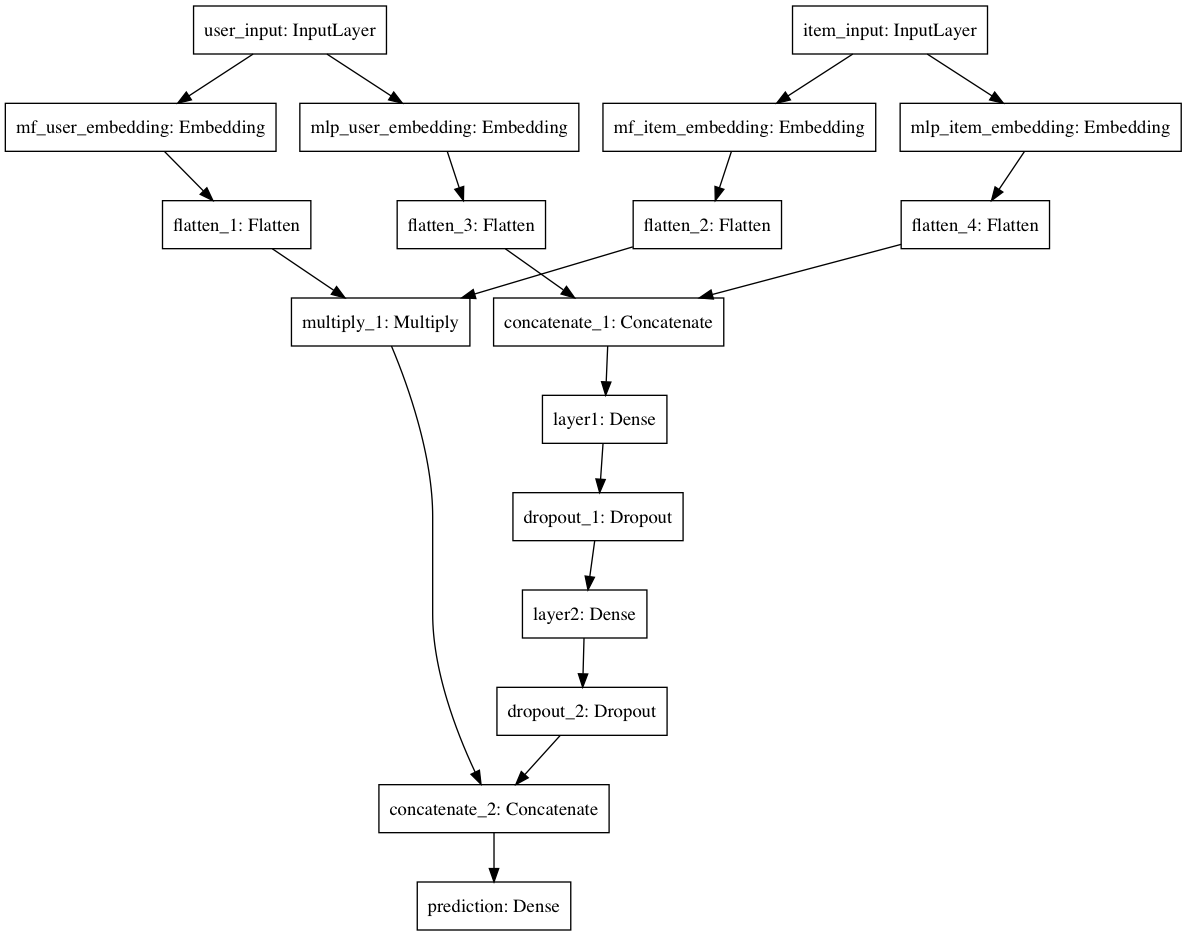 user_input: InputLayer
item_input: InputLayer
mf_user_embedding: Embedding
mlp_user_embedding: Embedding
mf_item_embedding: Embedding
mlp_item_embedding: Embedding
flatten_1: Flatten
flatten_3: Flatten
flatten_2: Flatten
flatten_4: Flatten
multiply_1: Multiply
concatenate_1: Concatenate
layer1: Dense
dropout_1: Dropout
layer2: Dense
dropout_2: Dropout
concatenate_2: Concatenate
prediction: Dense